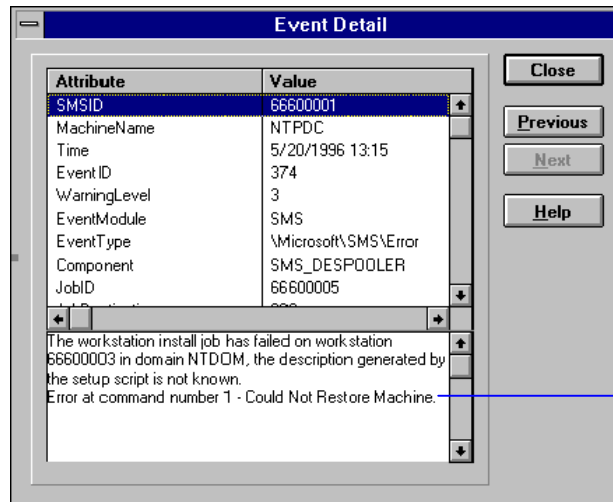 Event Detail
Attribute Value
SMSID 66600001
MachineName NTPDC
Time 5/20/1996 13:15
EventID 374
WarningLevel 3
EventModule SMS
EventType \Microsoft\SMS\Error
Component SMS_DESPOOLER
JobID 66600005
The workstation install job has failed on workstation
66600003 in domain NTDOM, the description generated by
the setup script is not known.
Error at command number 1 - Could Not Restore Machine.
Close
Previous
Next
Help